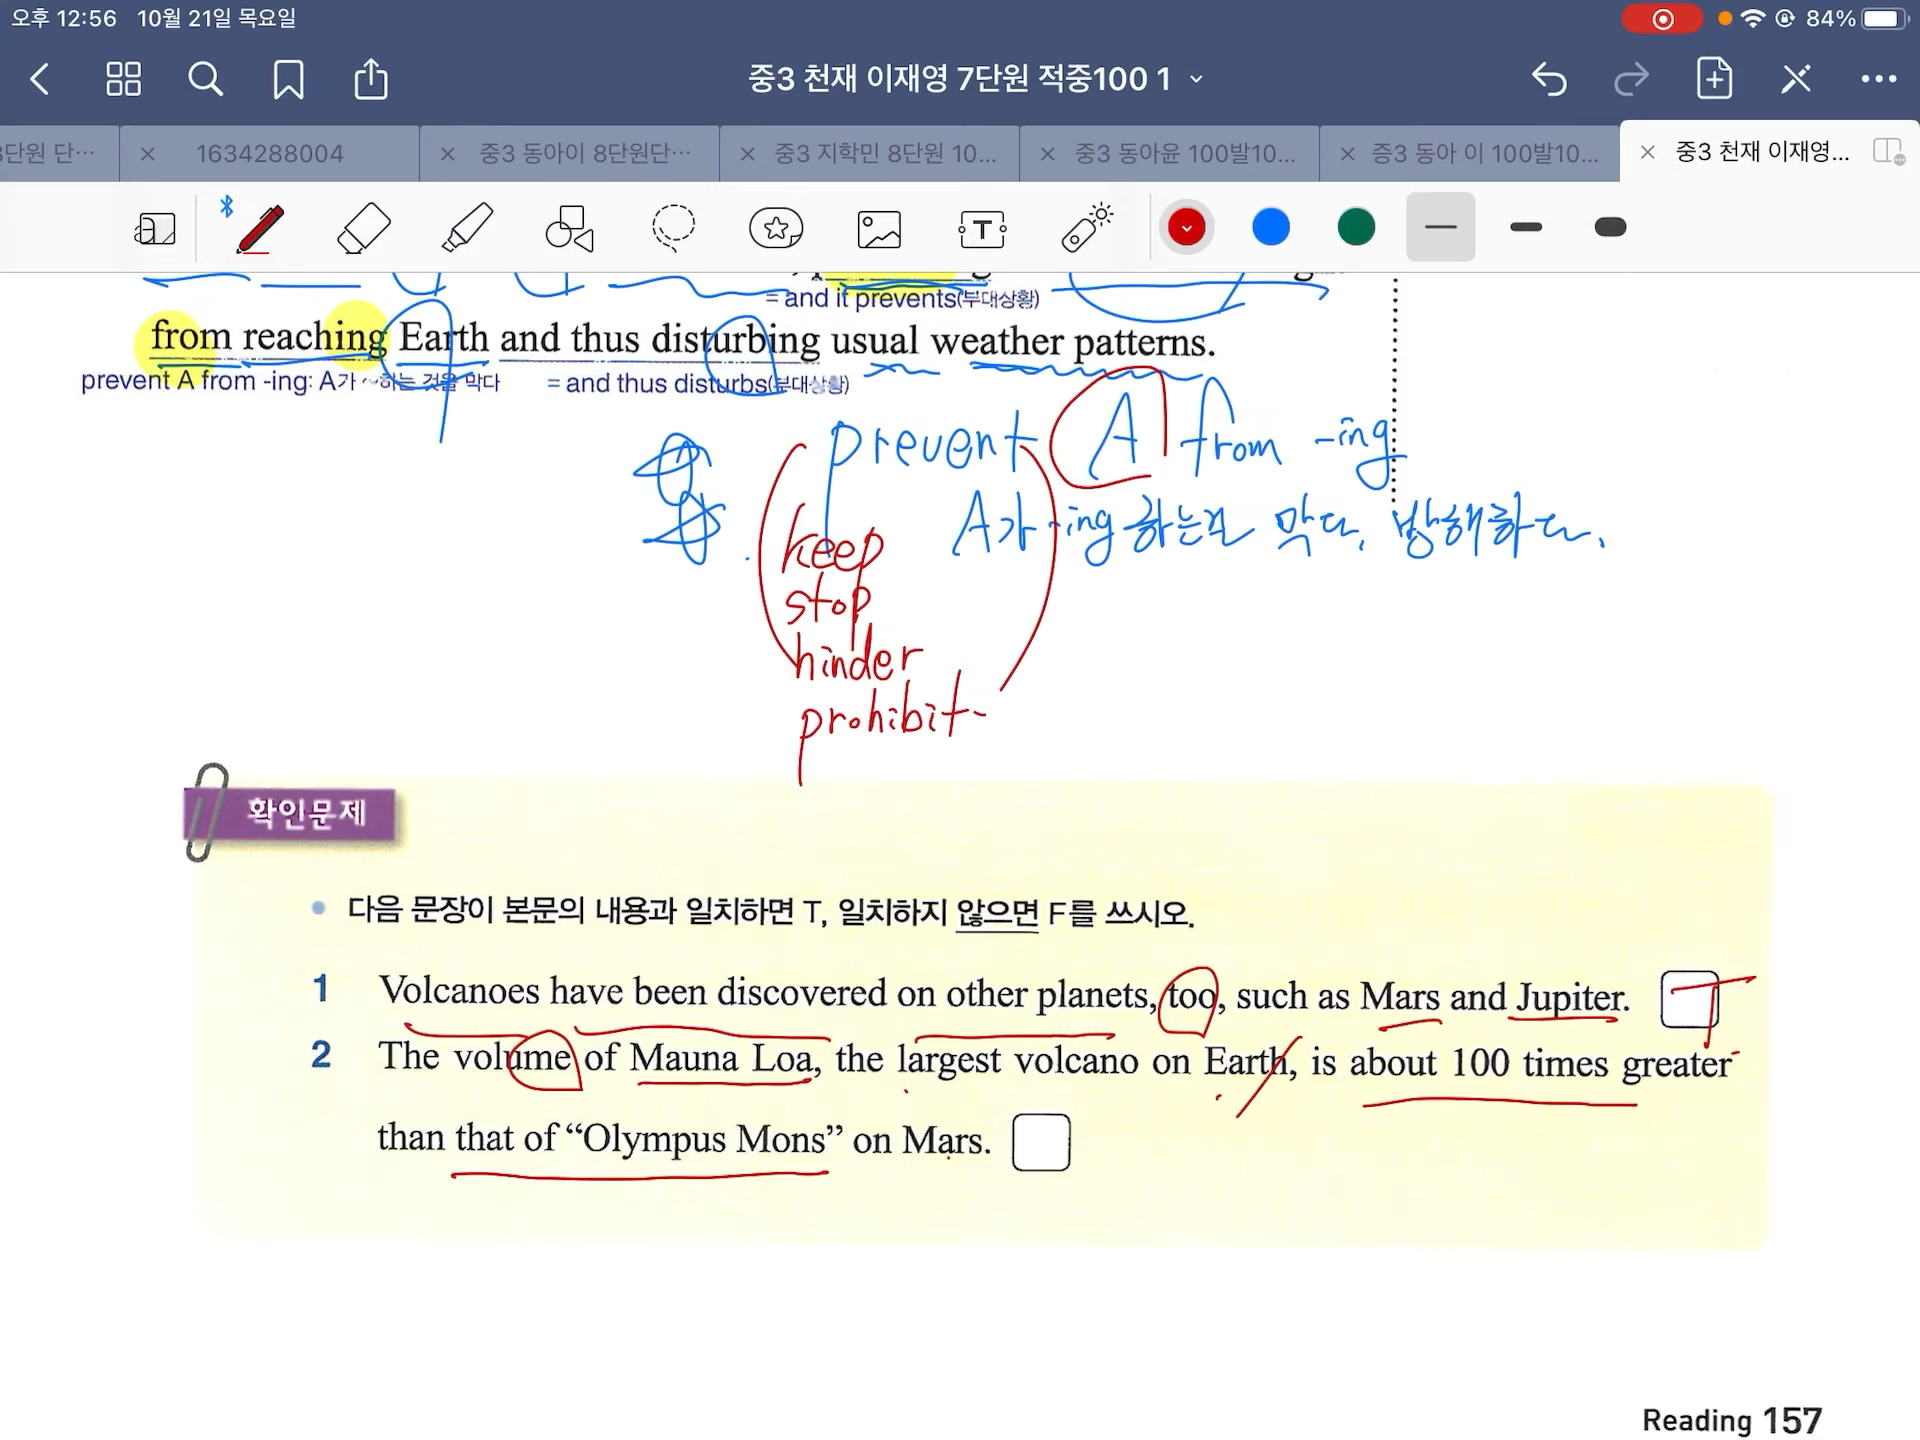 오후 12:56 10월 21일 목요일 84%
중3 천재 이재영 7단원 적중100 1
3단원 단… 1634288004 중3 동아이 8단원단… 중3 지학민 8단원 10... 중3 동아윤 100발10... 증3 동아 이 100발10... 중3 천재 이재영...
= and it prevents(부대상황)
from reaching Earth and thus disturbing usual weather patterns.
prevent A from -ing: A가 ~하는 것을 막다 = and thus disturbs(부대상황)
prevent A from -ing
A가 -ing 하는걸 막다, 방해하다.
keep
stop
hinder
prohibit
확인문제
• 다음 문장이 본문의 내용과 일치하면 T, 일치하지 않으면 F를 쓰시오.
1 Volcanoes have been discovered on other planets, too, such as Mars and Jupiter. T
2 The volume of Mauna Loa, the largest volcano on Earth, is about 100 times greater
than that of “Olympus Mons” on Mars.
Reading 157